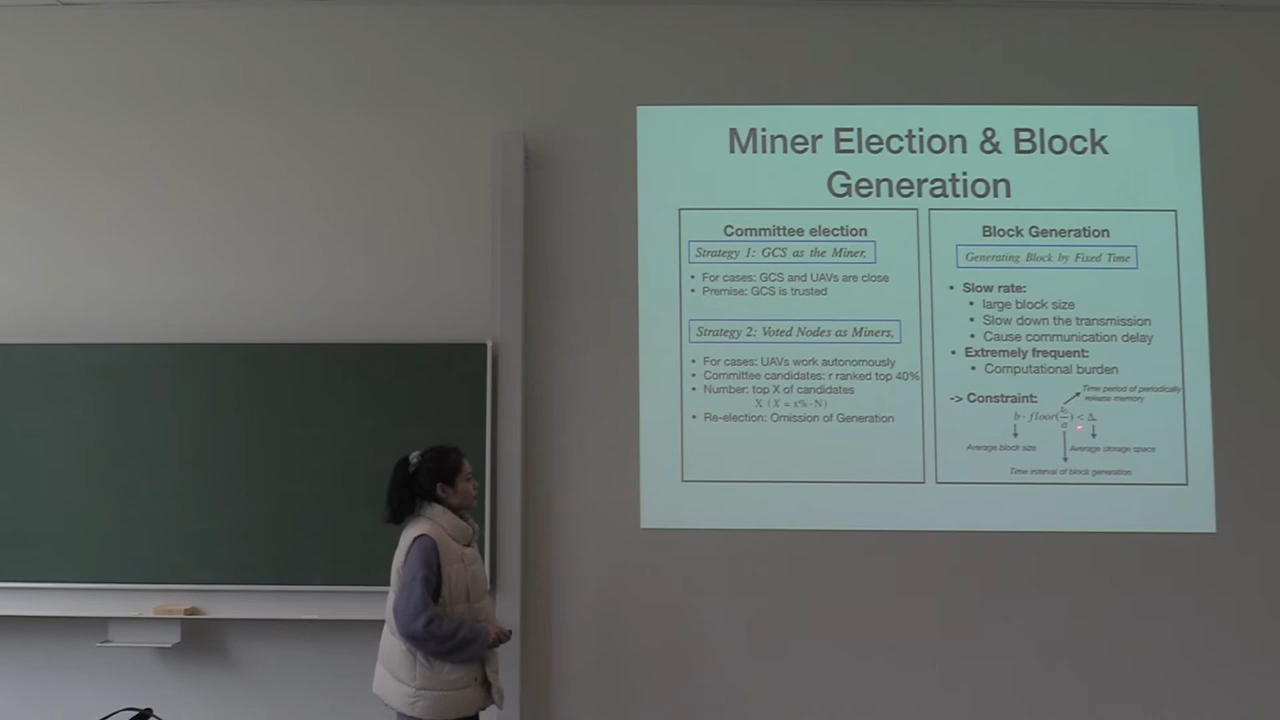 Miner Election & Block
Generation
Committee election
Strategy 1: GCS as the Miner,
• For cases: GCS and UAVs are close
• Premise: GCS is trusted
Strategy 2: Voted Nodes as Miners,
• For cases: UAVs work autonomously
• Committee candidates: r ranked top 40%
• Number: top X of candidates
X (X = x% · N)
• Re-election: Omission of Generation
Block Generation
Generating Block by Fixed Time
• Slow rate:
• large block size
• Slow down the transmission
• Cause communication delay
• Extremely frequent:
• Computational burden
-> Constraint:
Time period of periodically
release memory
b · floor(
) < Δ
Average block size
Average storage space
Time interval of block generation